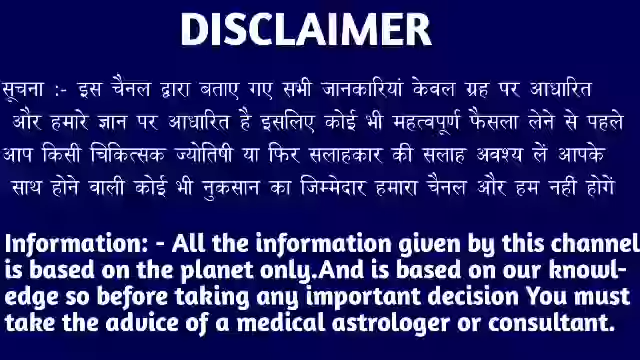 DISCLAIMER
सूचना :- इस चैनल द्वारा बताए गए सभी जानकारियां केवल ग्रह पर आधारित
और हमारे ज्ञान पर आधारित है इसलिए कोई भी महत्वपूर्ण फैसला लेने से पहले
आप किसी चिकित्सक ज्योतिषी या फिर सलाहकार की सलाह अवश्य लें आपके
साथ होने वाली कोई भी नुकसान का जिम्मेदार हमारा चैनल और हम नही होगें
Information: - All the information given by this channel
is based on the planet only.And is based on our knowl-
edge so before taking any important decision You must
take the advice of a medical astrologer or consultant.